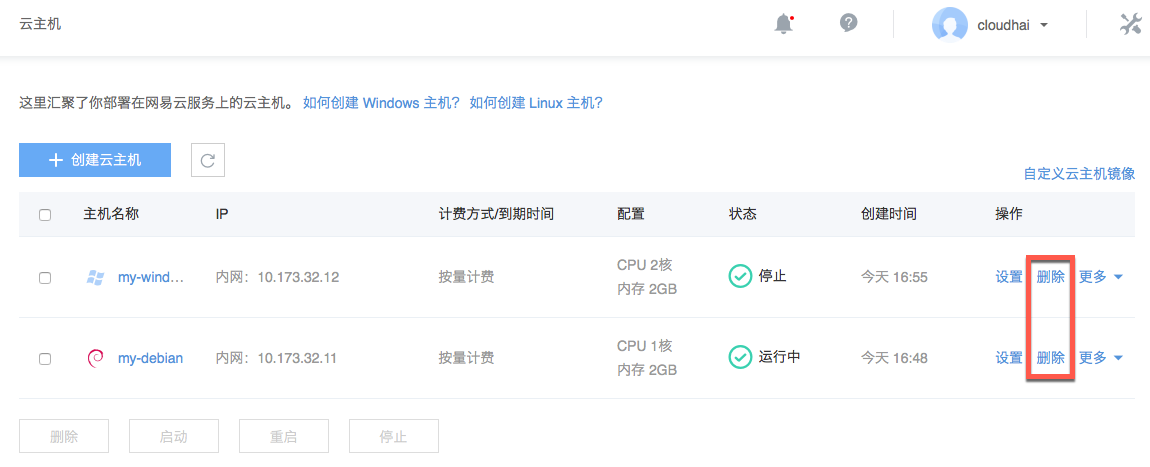 云主机
cloudhai
这里汇聚了你部署在网易云服务上的云主机。 如何创建 Windows 主机? 如何创建 Linux 主机?
创建云主机
自定义云主机镜像
主机名称 IP 计费方式/到期时间 配置 状态 创建时间 操作
my-wind... 内网: 10.173.32.12 按量计费 CPU 2核 停止 今天 16:55 设置 删除 更多
内存 2GB
my-debian 内网: 10.173.32.11 按量计费 CPU 1核 运行中 今天 16:48 设置 删除 更多
内存 2GB
删除 启动 重启 停止